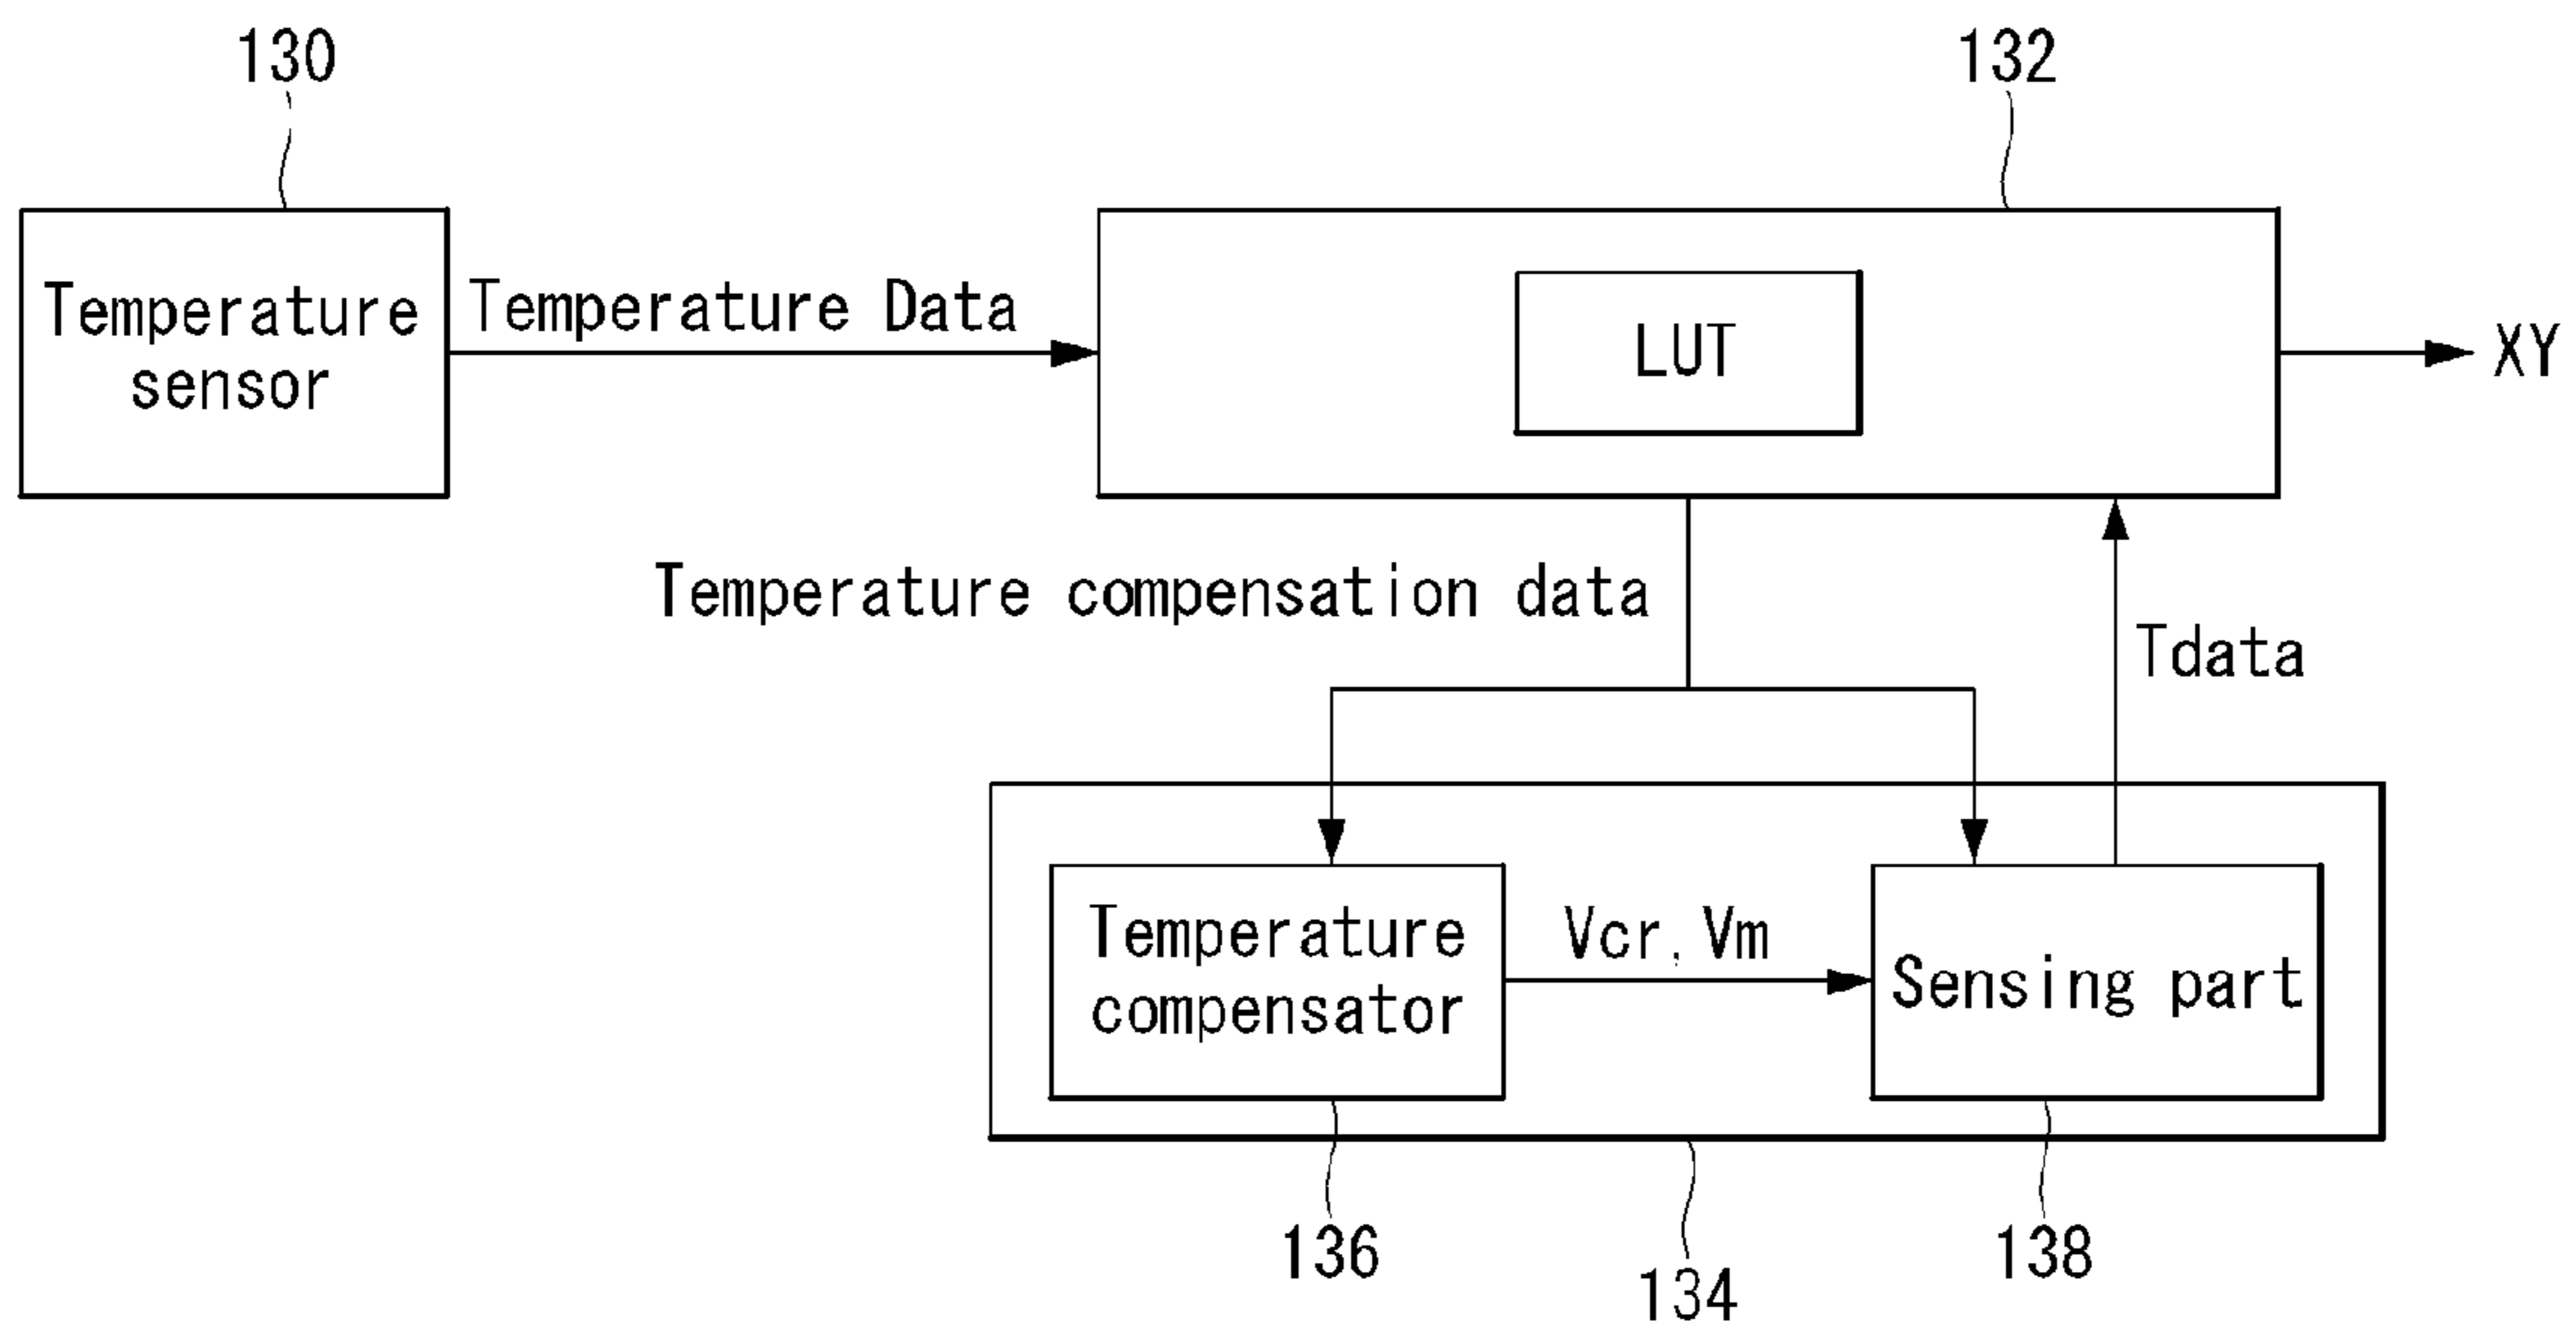 130
132
Temperature
sensor
Temperature Data
LUT
XY
Temperature compensation data
Tdata
Temperature
compensator
Vcr, Vm
Sensing part
136
138
134